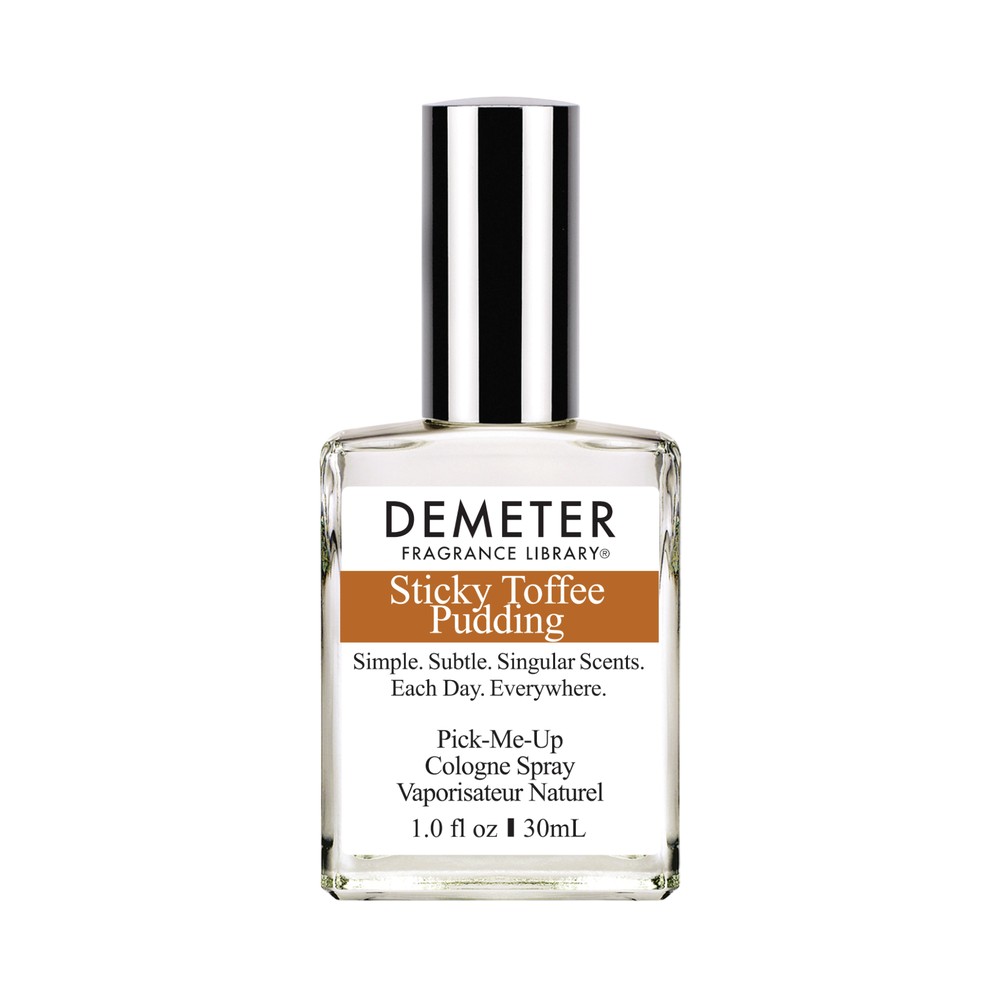 DEMETER
FRAGRANCE LIBRARY®
Sticky Toffee
Pudding
Simple. Subtle. Singular Scents.
Each Day. Everywhere.
Pick-Me-Up
Cologne Spray
Vaporisateur Naturel
1.0 fl oz ▌30mL